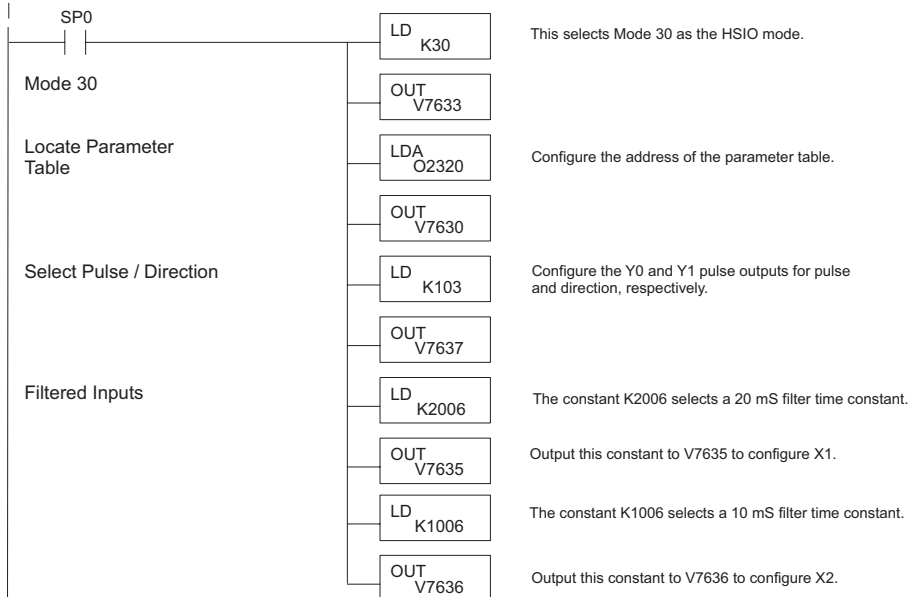 SP0
LD
K30
This selects Mode 30 as the HSIO mode.
Mode 30
OUT
V7633
Locate Parameter
Table
LDA
O2320
Configure the address of the parameter table.
OUT
V7630
Select Pulse / Direction
LD
K103
Configure the Y0 and Y1 pulse outputs for pulse
and direction, respectively.
OUT
V7637
Filtered Inputs
LD
K2006
The constant K2006 selects a 20 mS filter time constant.
OUT
V7635
Output this constant to V7635 to configure X1.
LD
K1006
The constant K1006 selects a 10 mS filter time constant.
OUT
V7636
Output this constant to V7636 to configure X2.